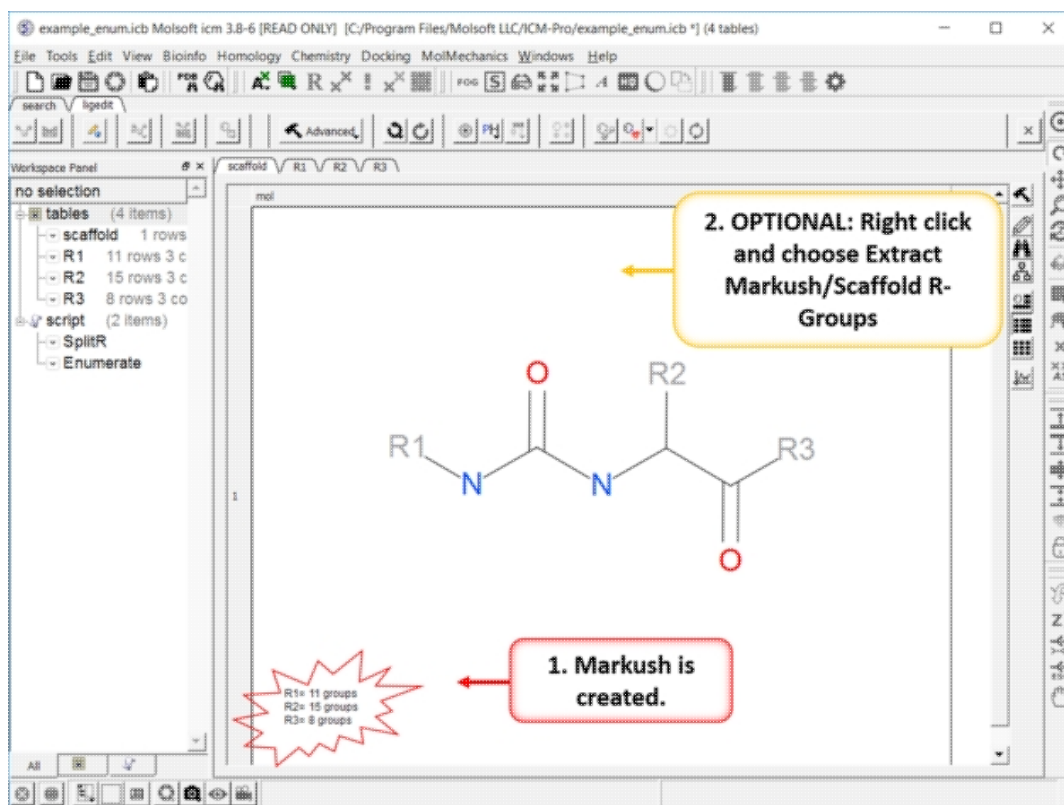 example_enum.icb Molsoft icm 3.8-6 [READ ONLY] [C:/Program Files/Molsoft LLC/ICM-Pro/example_enum.icb *] (4 tables)
File Tools Edit View Bioinfo Homology Chemistry Docking MolMechanics Windows Help
search ligedit
Advanced
Workspace Panel
scaffold R1 R2 R3
no selection
mol
tables (4 items)
scaffold 1 rows
R1 11 rows 3 c
R2 15 rows 3 c
R3 8 rows 3 co
script (2 items)
SplitR
Enumerate
2. OPTIONAL: Right click
and choose Extract
Markush/Scaffold R-
Groups
O R2
R1 R3
N N
1
O
1. Markush is
created.
R1= 11 groups
R2= 15 groups
R3= 8 groups
All